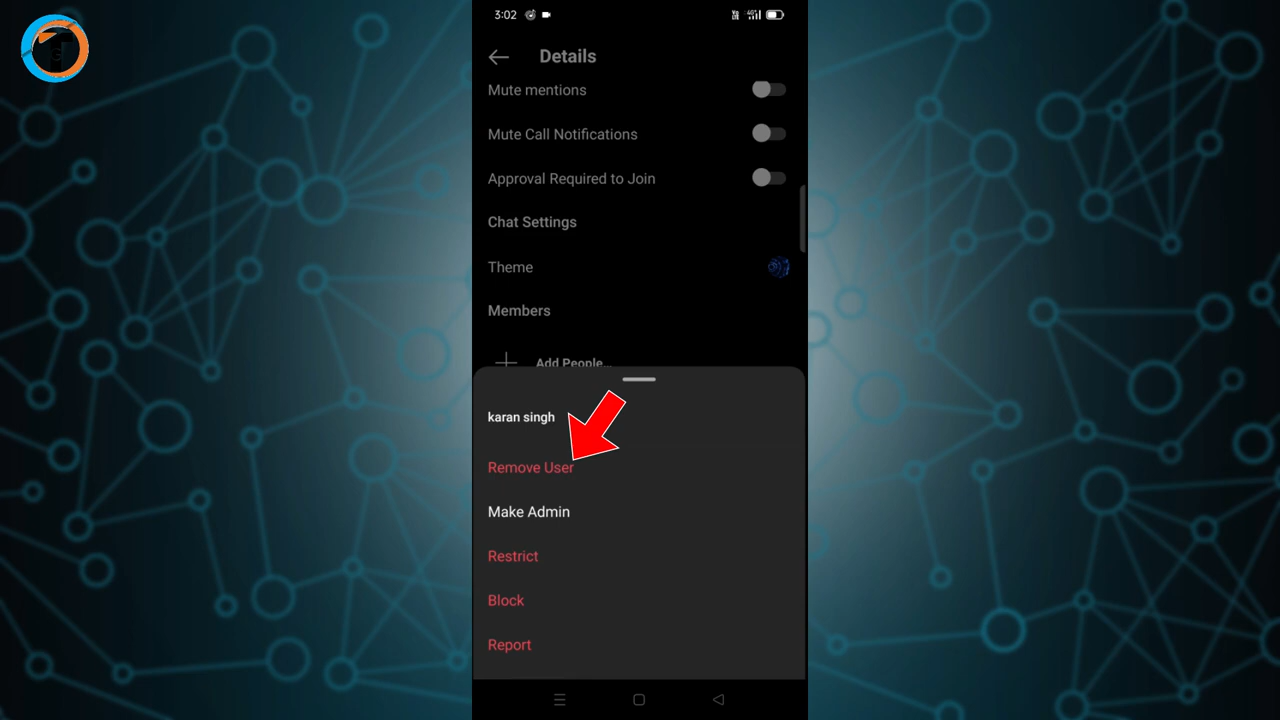 3:02
Details
Mute mentions
Mute Call Notifications
Approval Required to Join
Chat Settings
Theme
Members
Add People
karan singh
Remove User
Make Admin
Restrict
Block
Report